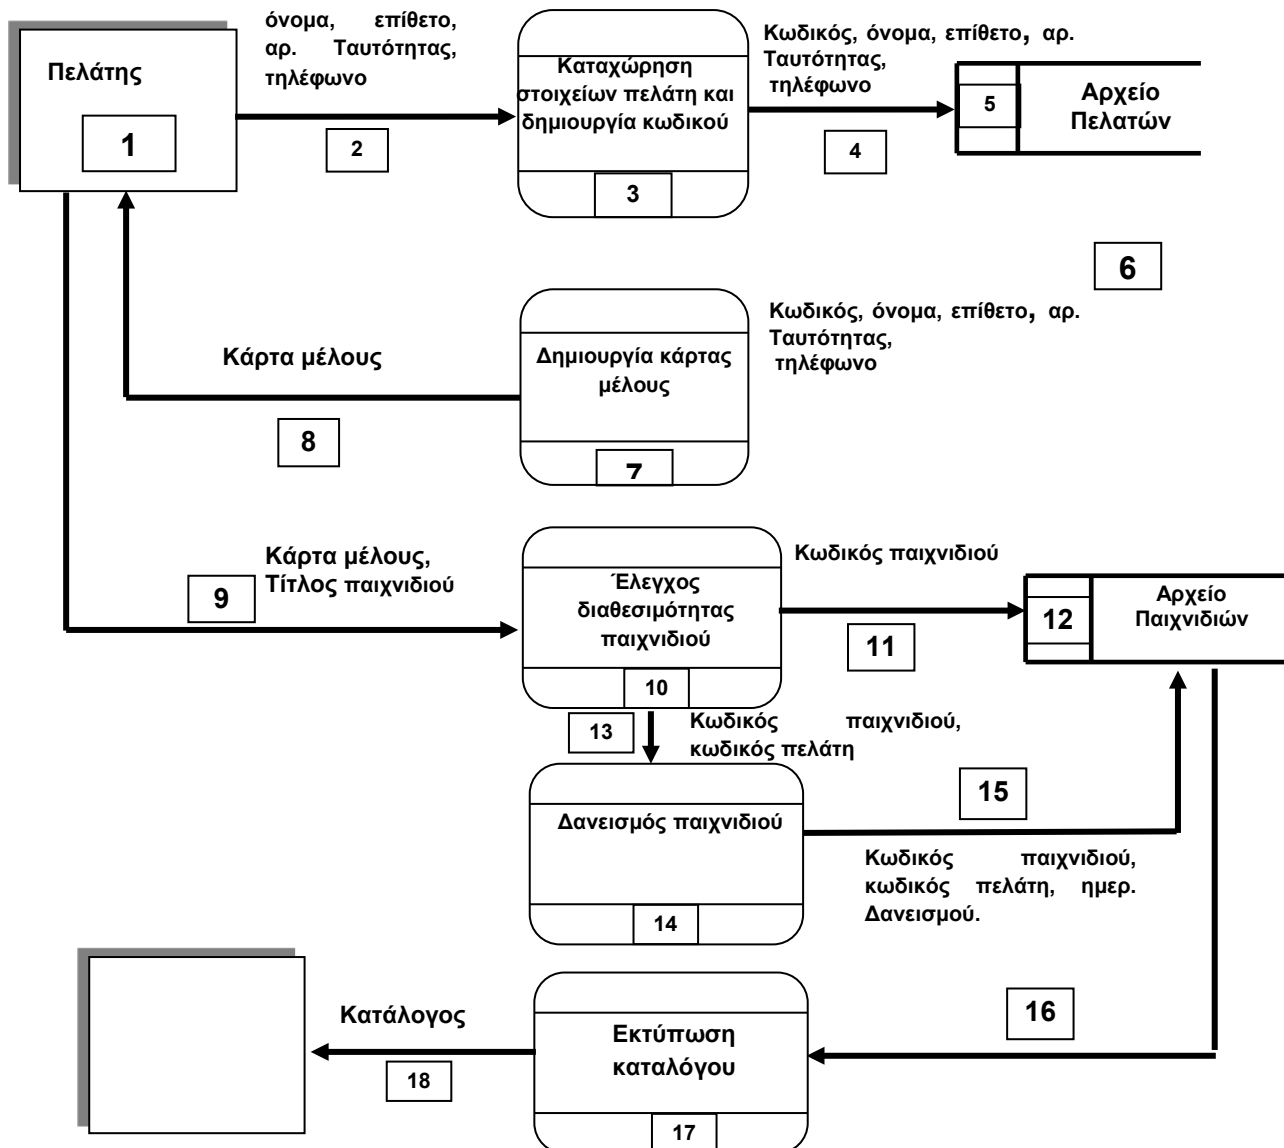 όνομα, επίθετο,
αρ. Ταυτότητας,
τηλέφωνο
Κωδικός, όνομα, επίθετο, αρ.
Ταυτότητας,
τηλέφωνο
Πελάτης
1
2
Καταχώρηση
στοιχείων πελάτη και
δημιουργία κωδικού
3
4
5
Αρχείο
Πελατών
6
Κωδικός, όνομα, επίθετο, αρ.
Ταυτότητας,
τηλέφωνο
Κάρτα μέλους
8
Δημιουργία κάρτας
μέλους
7
Κάρτα μέλους,
Τίτλος παιχνιδιού
9
Έλεγχος
διαθεσιμότητας
παιχνιδιού
10
Κωδικός παιχνιδιού
11
12
Αρχείο
Παιχνιδιών
13
Κωδικός παιχνιδιού,
κωδικός πελάτη
Δανεισμός παιχνιδιού
14
15
Κωδικός παιχνιδιού,
κωδικός πελάτη, ημερ.
Δανεισμού.
16
Κατάλογος
18
Εκτύπωση
καταλόγου
17